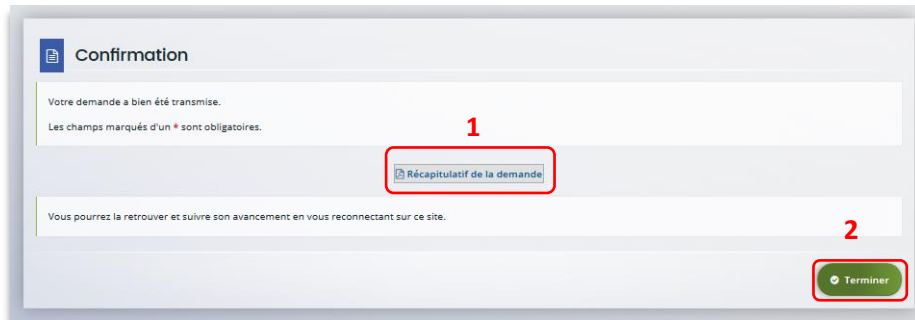 Confirmation
Votre demande a bien été transmise.
Les champs marqués d'un * sont obligatoires.
1
Récapitulatif de la demande
Vous pourrez la retrouver et suivre son avancement en vous reconnectant sur ce site.
2
Terminer